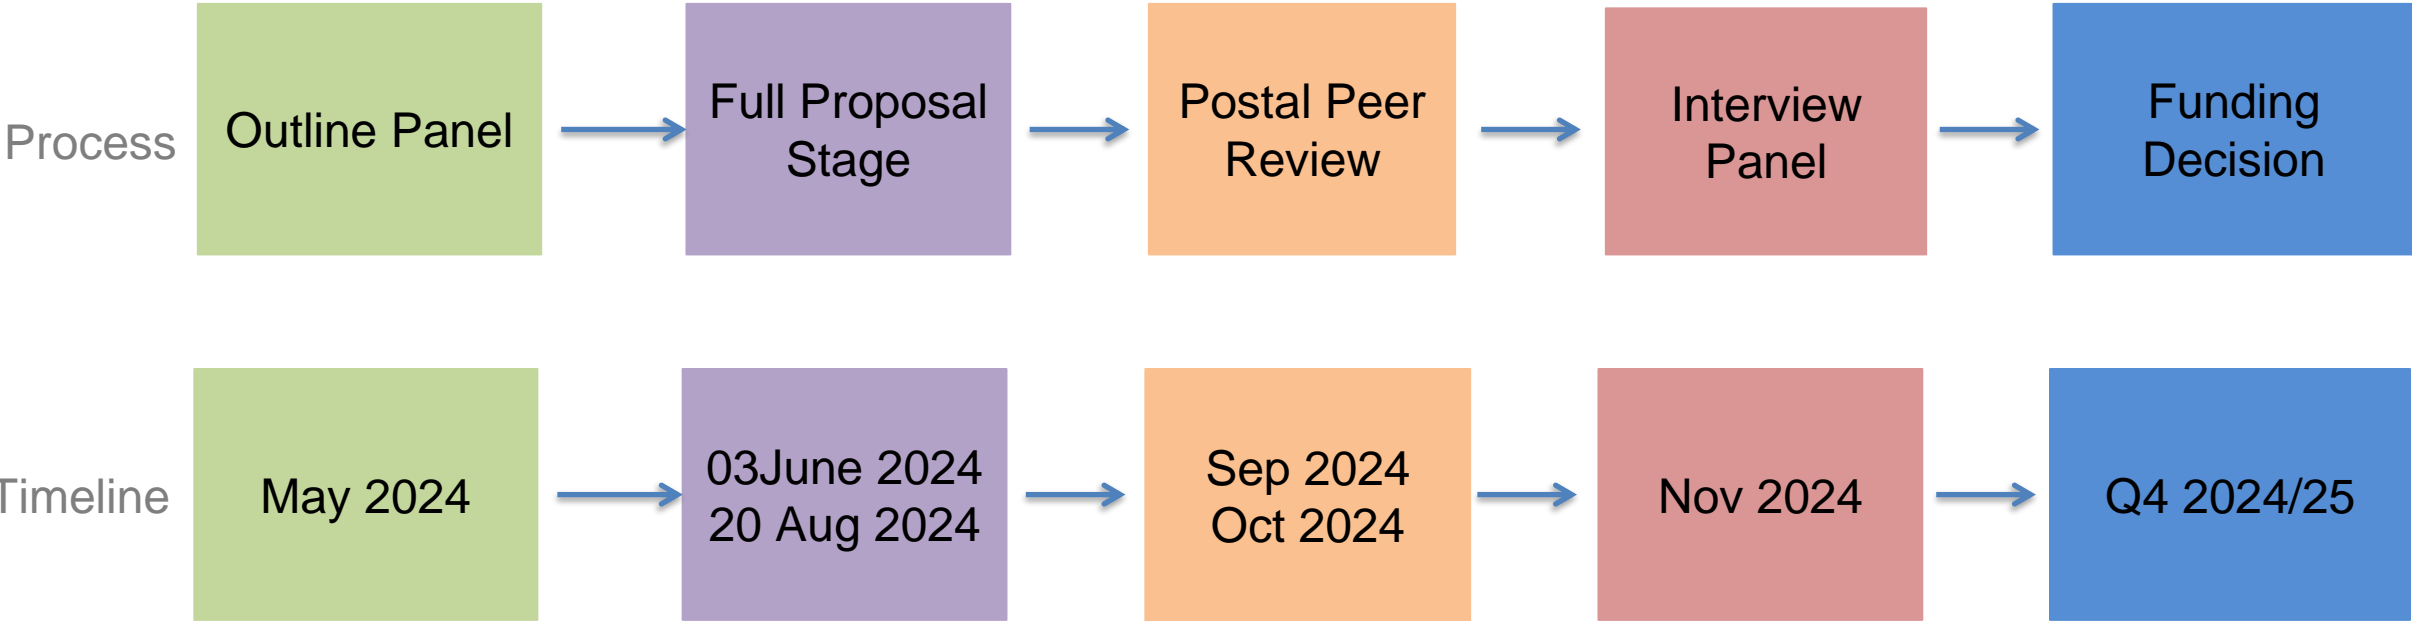 Process
Outline Panel
Full Proposal
Stage
Postal Peer
Review
Interview
Panel
Funding
Decision
Timeline
May 2024
03June 2024
20 Aug 2024
Sep 2024
Oct 2024
Nov 2024
Q4 2024/25